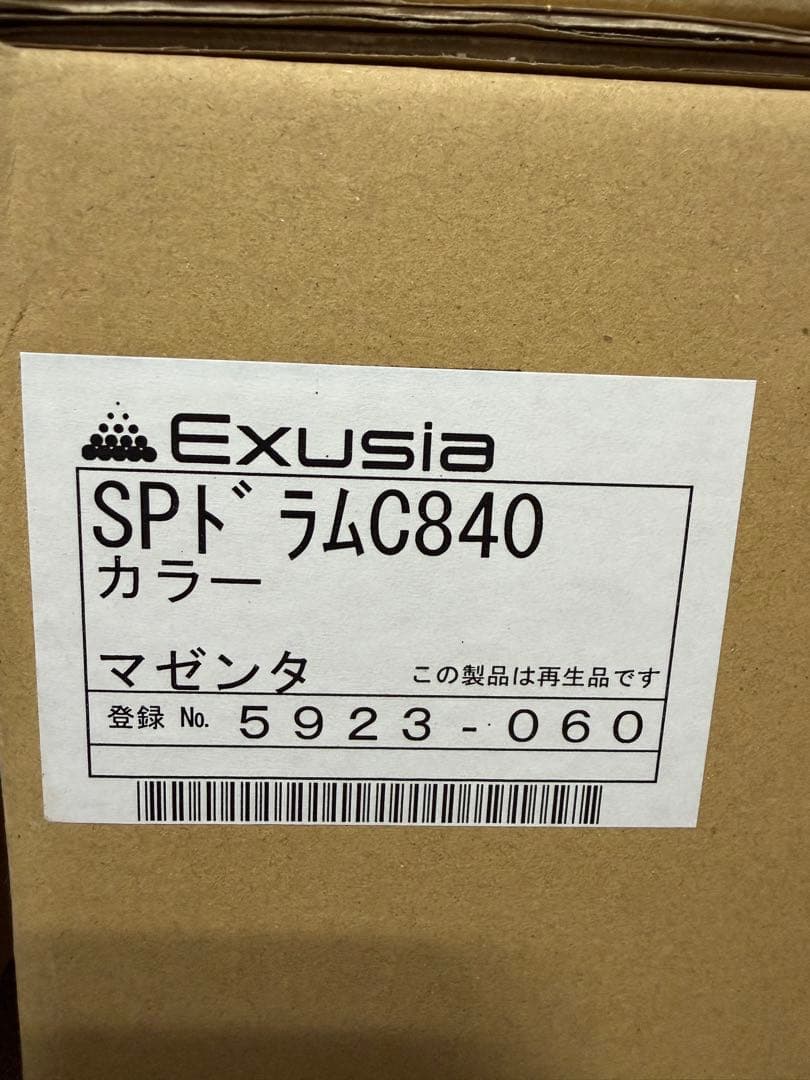 Exusia
SPドラムC840
カラー
マゼンタ この製品は再生品です
登録 No. 5923-060